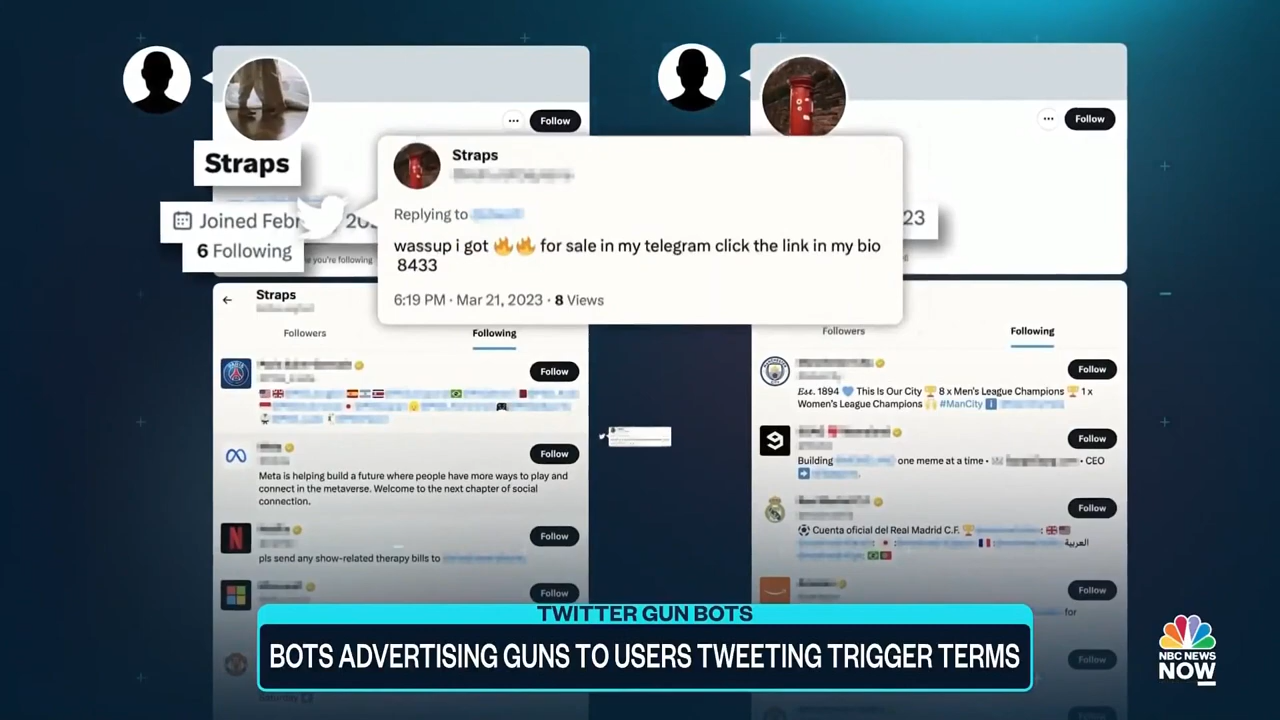 Follow
Straps
Joined Febr
202
6 Following
you're following
Follow
23
Straps
Replying to
wassup i got 🔥🔥 for sale in my telegram click the link in my bio
8433
6:19 PM · Mar 21, 2023 · 8 Views
Straps
Followers
Following
Follow
Follow
Meta is helping build a future where people have more ways to play and
connect in the metaverse. Welcome to the next chapter of social
connection.
Follow
pls send any show-related therapy bills to
Follow
Followers
Following
Follow
Est. 1894 💙 This Is Our City 🏆 8 x Men's League Champions 🏆 1 x
Women's League Champions 🙌 #ManCity ℹ️
Follow
Building
one meme at a time •
• CEO
Follow
⚽ Cuenta oficial del Real Madrid C.F. 🏆
العربية
Follow
for
Follow
TWITTER GUN BOTS
BOTS ADVERTISING GUNS TO USERS TWEETING TRIGGER TERMS
NBC NEWS
NOW